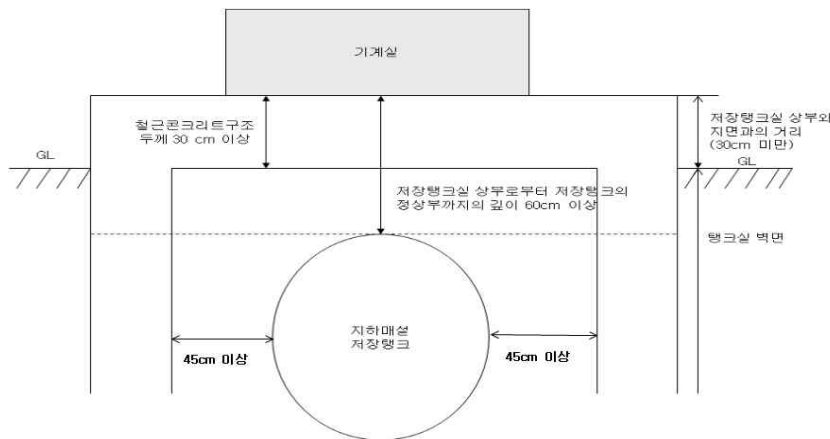 기계실
철근콘크리트구조
두께 30 cm 이상
저장탱크실 상부와
지면과의 거리
(30cm 미만)
GL
GL
저장탱크실 상부로부터 저장탱크의
정상부까지의 깊이 60cm 이상
탱크실 벽면
지하매설
저장탱크
45cm 이상
45cm 이상